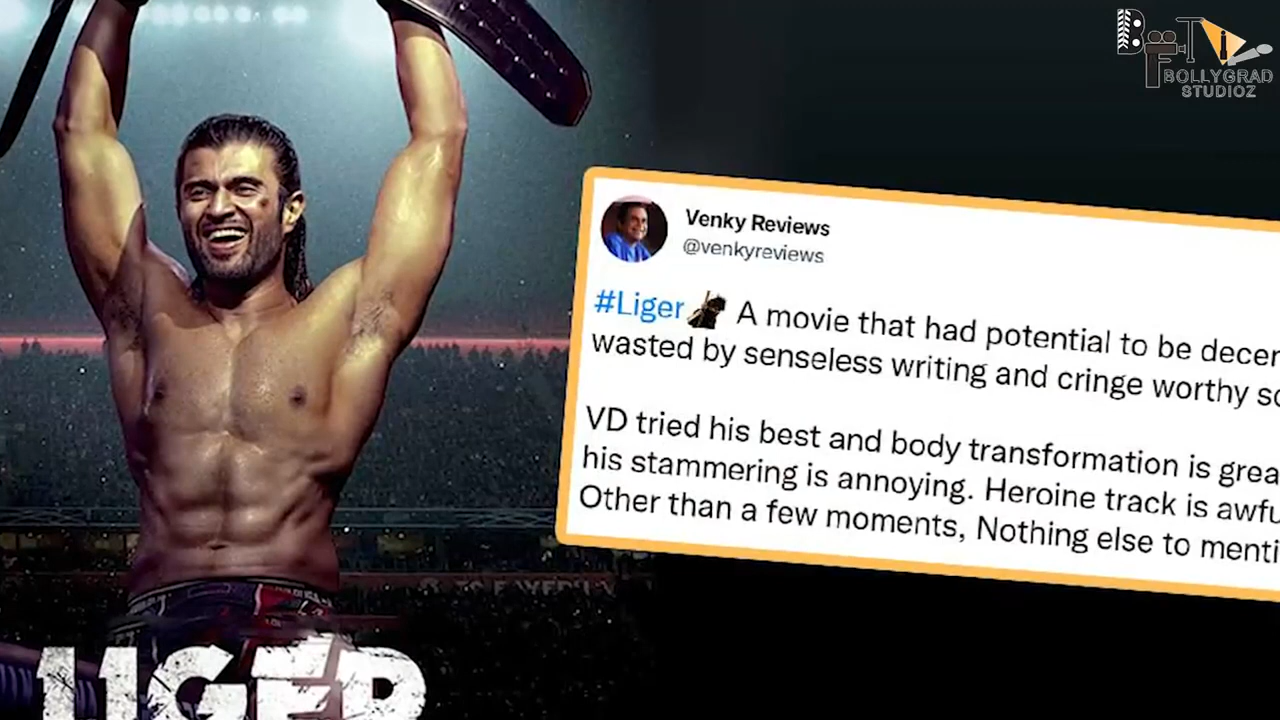 BOLLYGRAD
STUDIOZ
Venky Reviews
@venkyreviews
#Liger A movie that had potential to be decen
wasted by senseless writing and cringe worthy sc
VD tried his best and body transformation is grea
his stammering is annoying. Heroine track is awfu
Other than a few moments, Nothing else to menti
LIGER